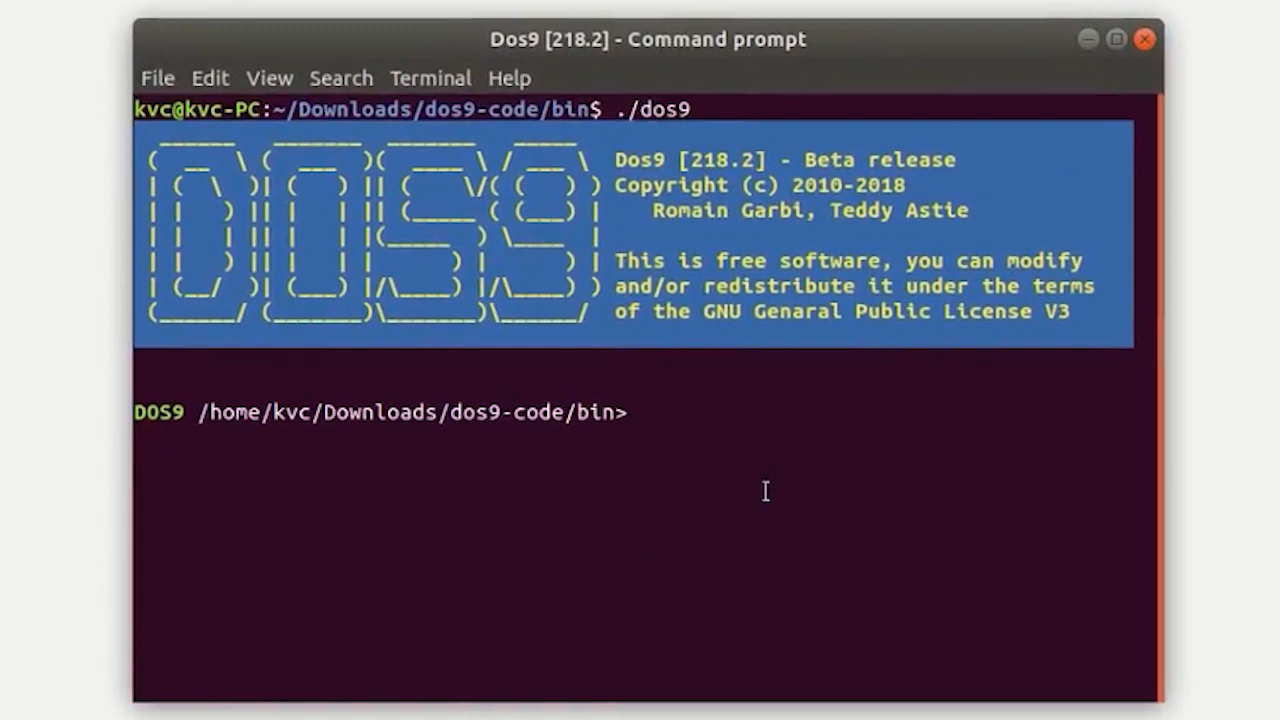 Dos9 [218.2] - Command prompt
File Edit View Search Terminal Help
kvc@kvc-PC:~/Downloads/dos9-code/bin$ ./dos9
DOS9
Dos9 [218.2] - Beta release
Copyright (c) 2010-2018
Romain Garbi, Teddy Astie
This is free software, you can modify
and/or redistribute it under the terms
of the GNU Genaral Public License V3
DOS9 /home/kvc/Downloads/dos9-code/bin>